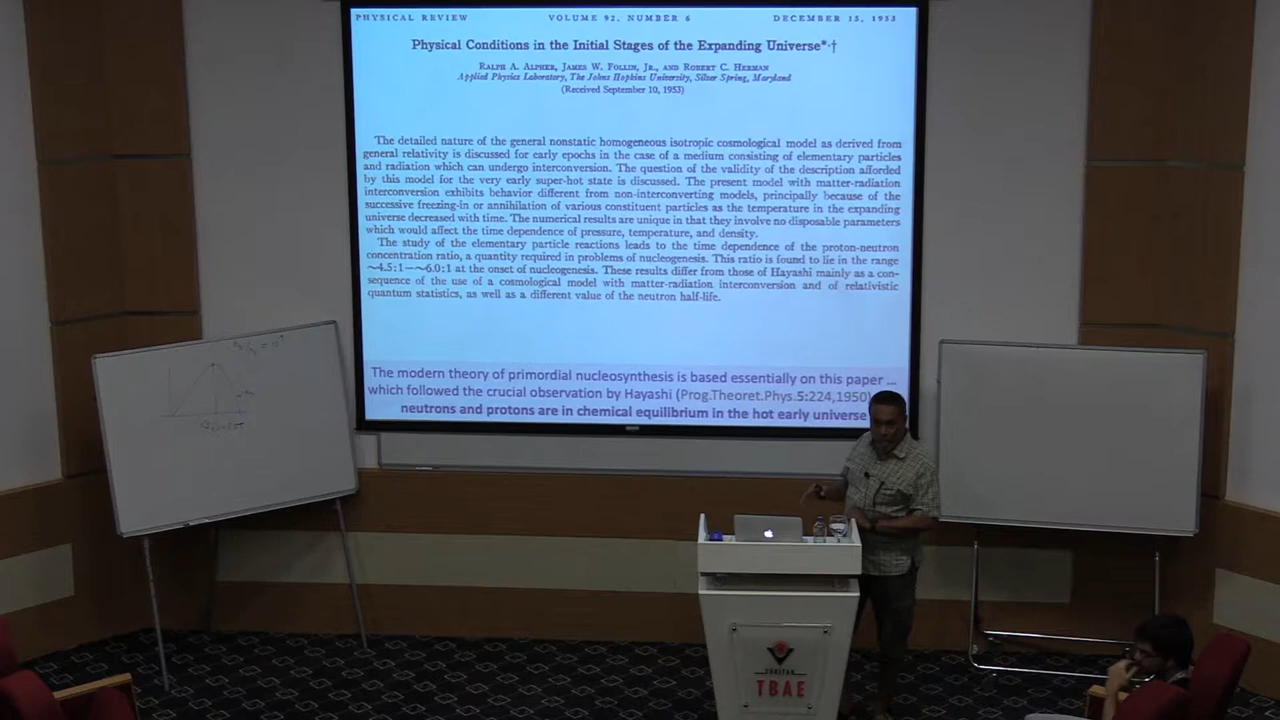 PHYSICAL REVIEW VOLUME 92, NUMBER 6 DECEMBER 15, 1953
Physical Conditions in the Initial Stages of the Expanding Universe*,†
RALPH A. ALPHER, JAMES W. FOLLIN, JR., AND ROBERT C. HERMAN
Applied Physics Laboratory, The Johns Hopkins University, Silver Spring, Maryland
(Received September 10, 1953)
The detailed nature of the general nonstatic homogeneous isotropic cosmological model as derived from
general relativity is discussed for early epochs in the case of a medium consisting of elementary particles
and radiation which can undergo interconversion. The question of the validity of the description afforded
by this model for the very early super-hot state is discussed. The present model with matter-radiation
interconversion exhibits behavior different from non-interconverting models, principally because of the
successive freezing-in or annihilation of various constituent particles as the temperature in the expanding
universe decreased with time. The numerical results are unique in that they involve no disposable parameters
which would affect the time dependence of pressure, temperature, and density.
The study of the elementary particle reactions leads to the time dependence of the proton-neutron
concentration ratio, a quantity required in problems of nucleogenesis. This ratio is found to lie in the range
~4.5:1—~6.0:1 at the onset of nucleogenesis. These results differ from those of Hayashi mainly as a con-
sequence of the use of a cosmological model with matter-radiation interconversion and of relativistic
quantum statistics, as well as a different value of the neutron half-life.
The modern theory of primordial nucleosynthesis is based essentially on this paper ...
which followed the crucial observation by Hayashi (Prog.Theoret.Phys.5:224,1950)
neutrons and protons are in chemical equilibrium in the hot early universe
TÜBİTAK
TBAE